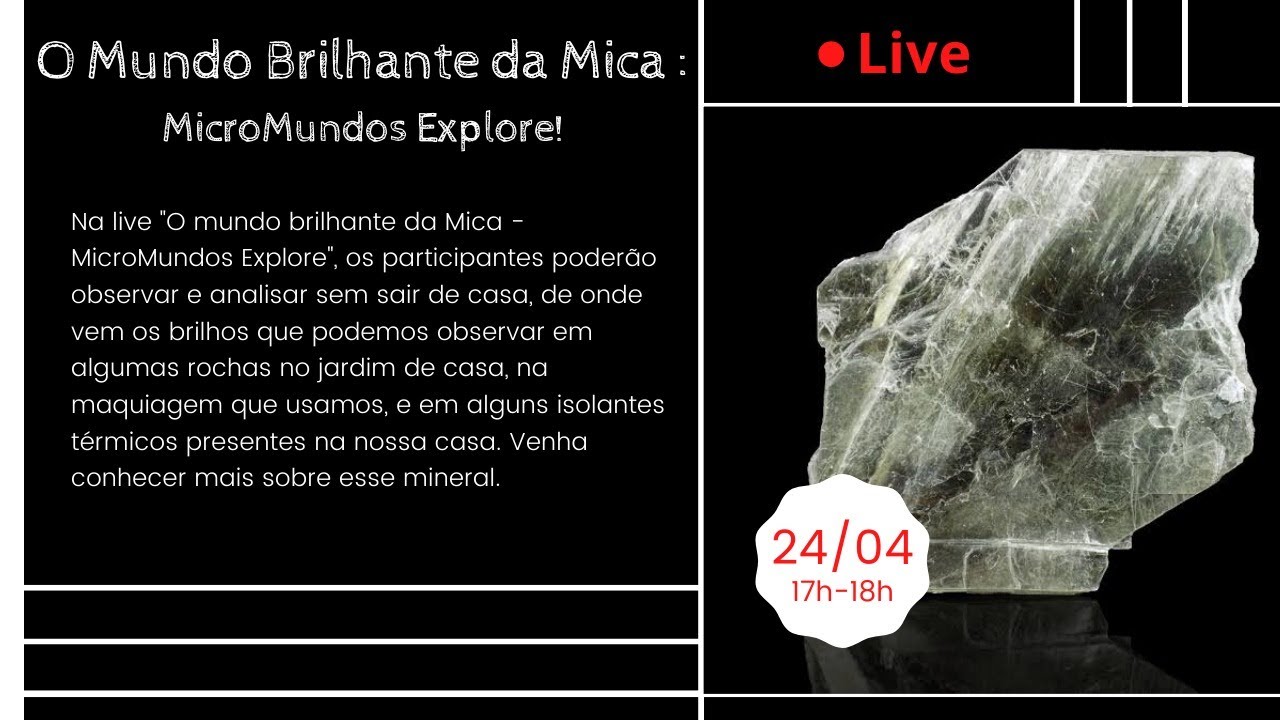 O Mundo Brilhante da Mica :
MicroMundos Explore!
Na live "O mundo brilhante da Mica -
MicroMundos Explore", os participantes poderão
observar e analisar sem sair de casa, de onde
vem os brilhos que podemos observar em
algumas rochas no jardim de casa, na
maquiagem que usamos, e em alguns isolantes
térmicos presentes na nossa casa. Venha
conhecer mais sobre esse mineral.
Live
24/04
17h-18h